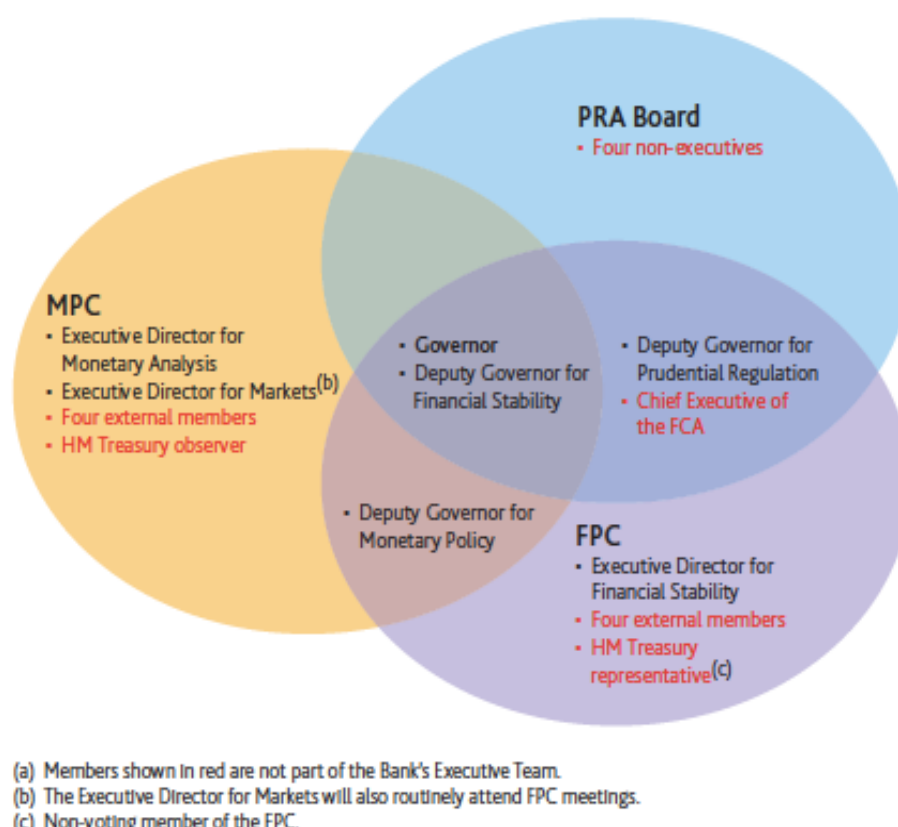 PRA Board
• Four non-executives
MPC
• Executive Director for
Monetary Analysis
• Executive Director for Markets(b)
• Four external members
• HM Treasury observer
• Governor
• Deputy Governor for
Financial Stability
• Deputy Governor for
Prudential Regulation
• Chief Executive of
the FCA
• Deputy Governor for
Monetary Policy
FPC
• Executive Director for
Financial Stability
• Four external members
• HM Treasury
representative(c)
(a) Members shown in red are not part of the Bank's Executive Team.
(b) The Executive Director for Markets will also routinely attend FPC meetings.
(c) Non-voting member of the FPC.